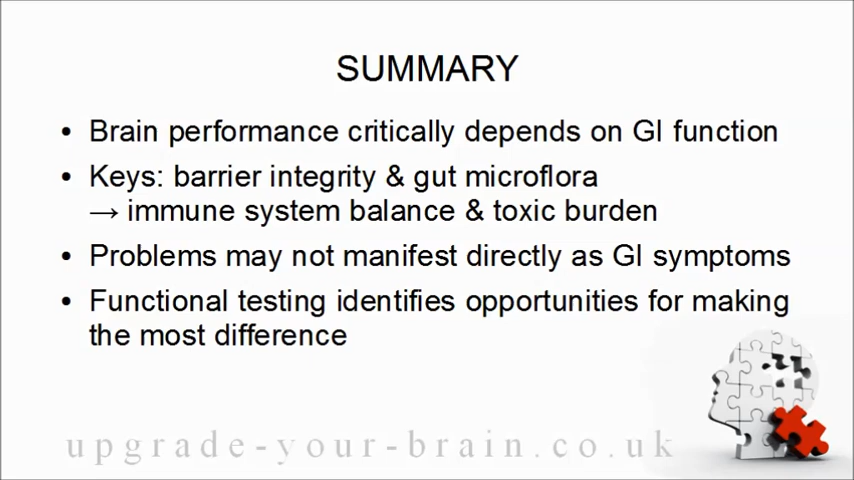 SUMMARY
• Brain performance critically depends on GI function
• Keys: barrier integrity & gut microflora
→ immune system balance & toxic burden
• Problems may not manifest directly as GI symptoms
• Functional testing identifies opportunities for making
the most difference
upgrade-your-brain.co.uk